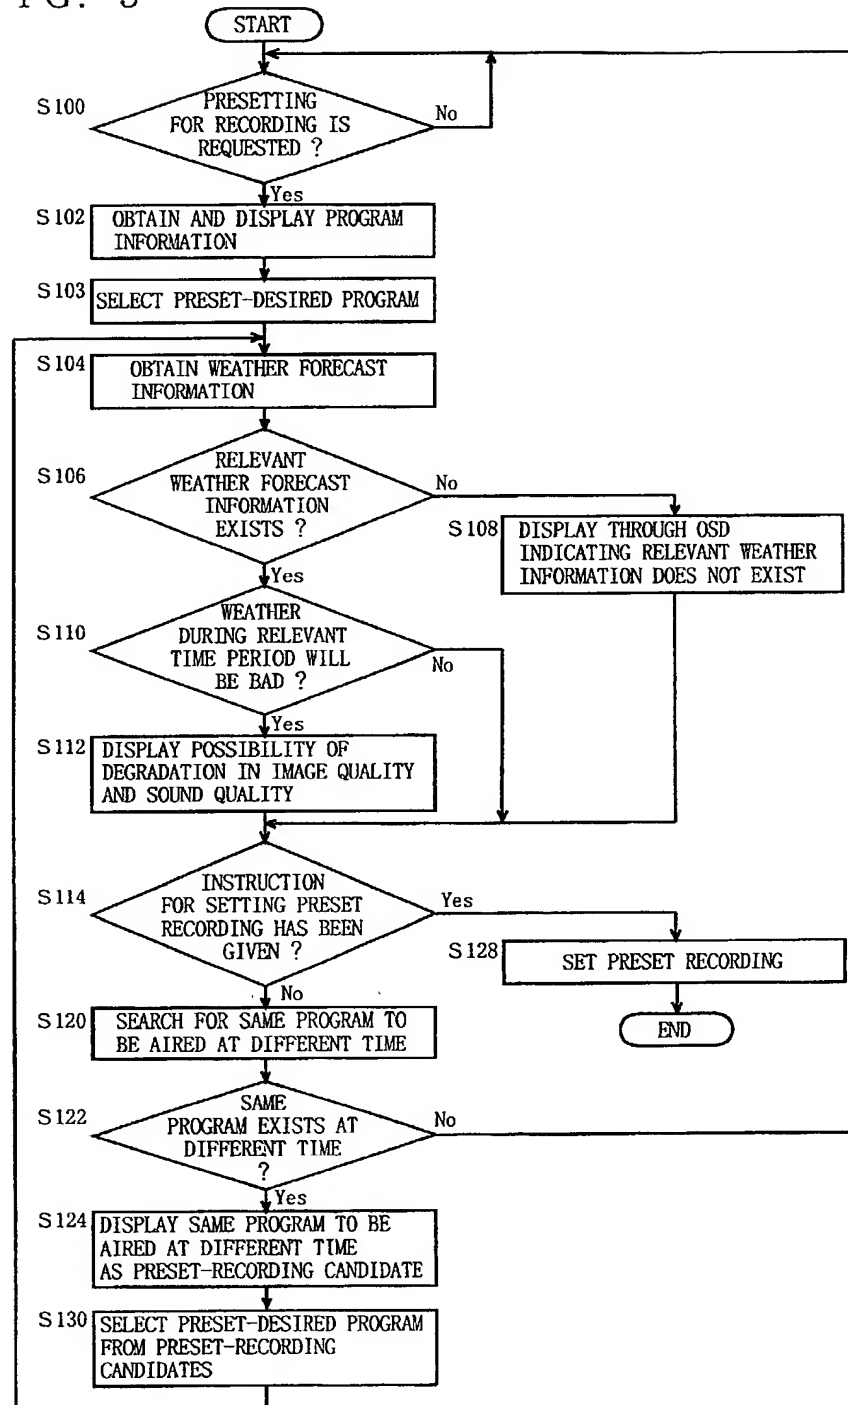 START
S100
PRESETTING
FOR RECORDING IS
REQUESTED ?
No
Yes
S102
OBTAIN AND DISPLAY PROGRAM
INFORMATION
S103
SELECT PRESET-DESIRED PROGRAM
S104
OBTAIN WEATHER FORECAST
INFORMATION
S106
RELEVANT
WEATHER FORECAST
INFORMATION
EXISTS ?
No
Yes
S108
DISPLAY THROUGH OSD
INDICATING RELEVANT WEATHER
INFORMATION DOES NOT EXIST
S110
WEATHER
DURING RELEVANT
TIME PERIOD WILL
BE BAD ?
No
Yes
S112
DISPLAY POSSIBILITY OF
DEGRADATION IN IMAGE QUALITY
AND SOUND QUALITY
S114
INSTRUCTION
FOR SETTING PRESET
RECORDING HAS BEEN
GIVEN ?
Yes
No
S128
SET PRESET RECORDING
END
S120
SEARCH FOR SAME PROGRAM TO
BE AIRED AT DIFFERENT TIME
S122
SAME
PROGRAM EXISTS AT
DIFFERENT TIME
?
No
Yes
S124
DISPLAY SAME PROGRAM TO BE
AIRED AT DIFFERENT TIME
AS PRESET-RECORDING CANDIDATE
S130
SELECT PRESET-DESIRED PROGRAM
FROM PRESET-RECORDING
CANDIDATES